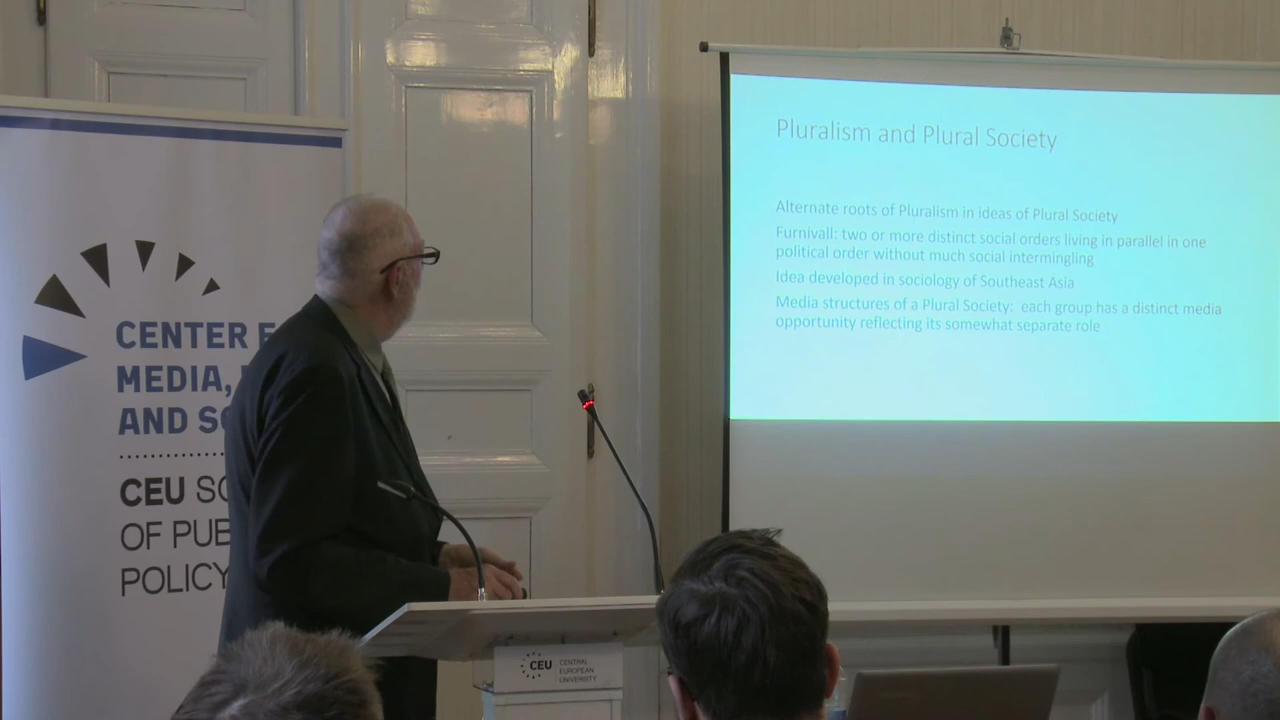 Pluralism and Plural Society
Alternate roots of Pluralism in ideas of Plural Society
Furnivall: two or more distinct social orders living in parallel in one
political order without much social intermingling
Idea developed in sociology of Southeast Asia
Media structures of a Plural Society: each group has a distinct media
opportunity reflecting its somewhat separate role
CENTER
MEDIA,
AND
CEU
OF
POLICY
CEU
CENTRAL
EUROPEAN
UNIVERSITY